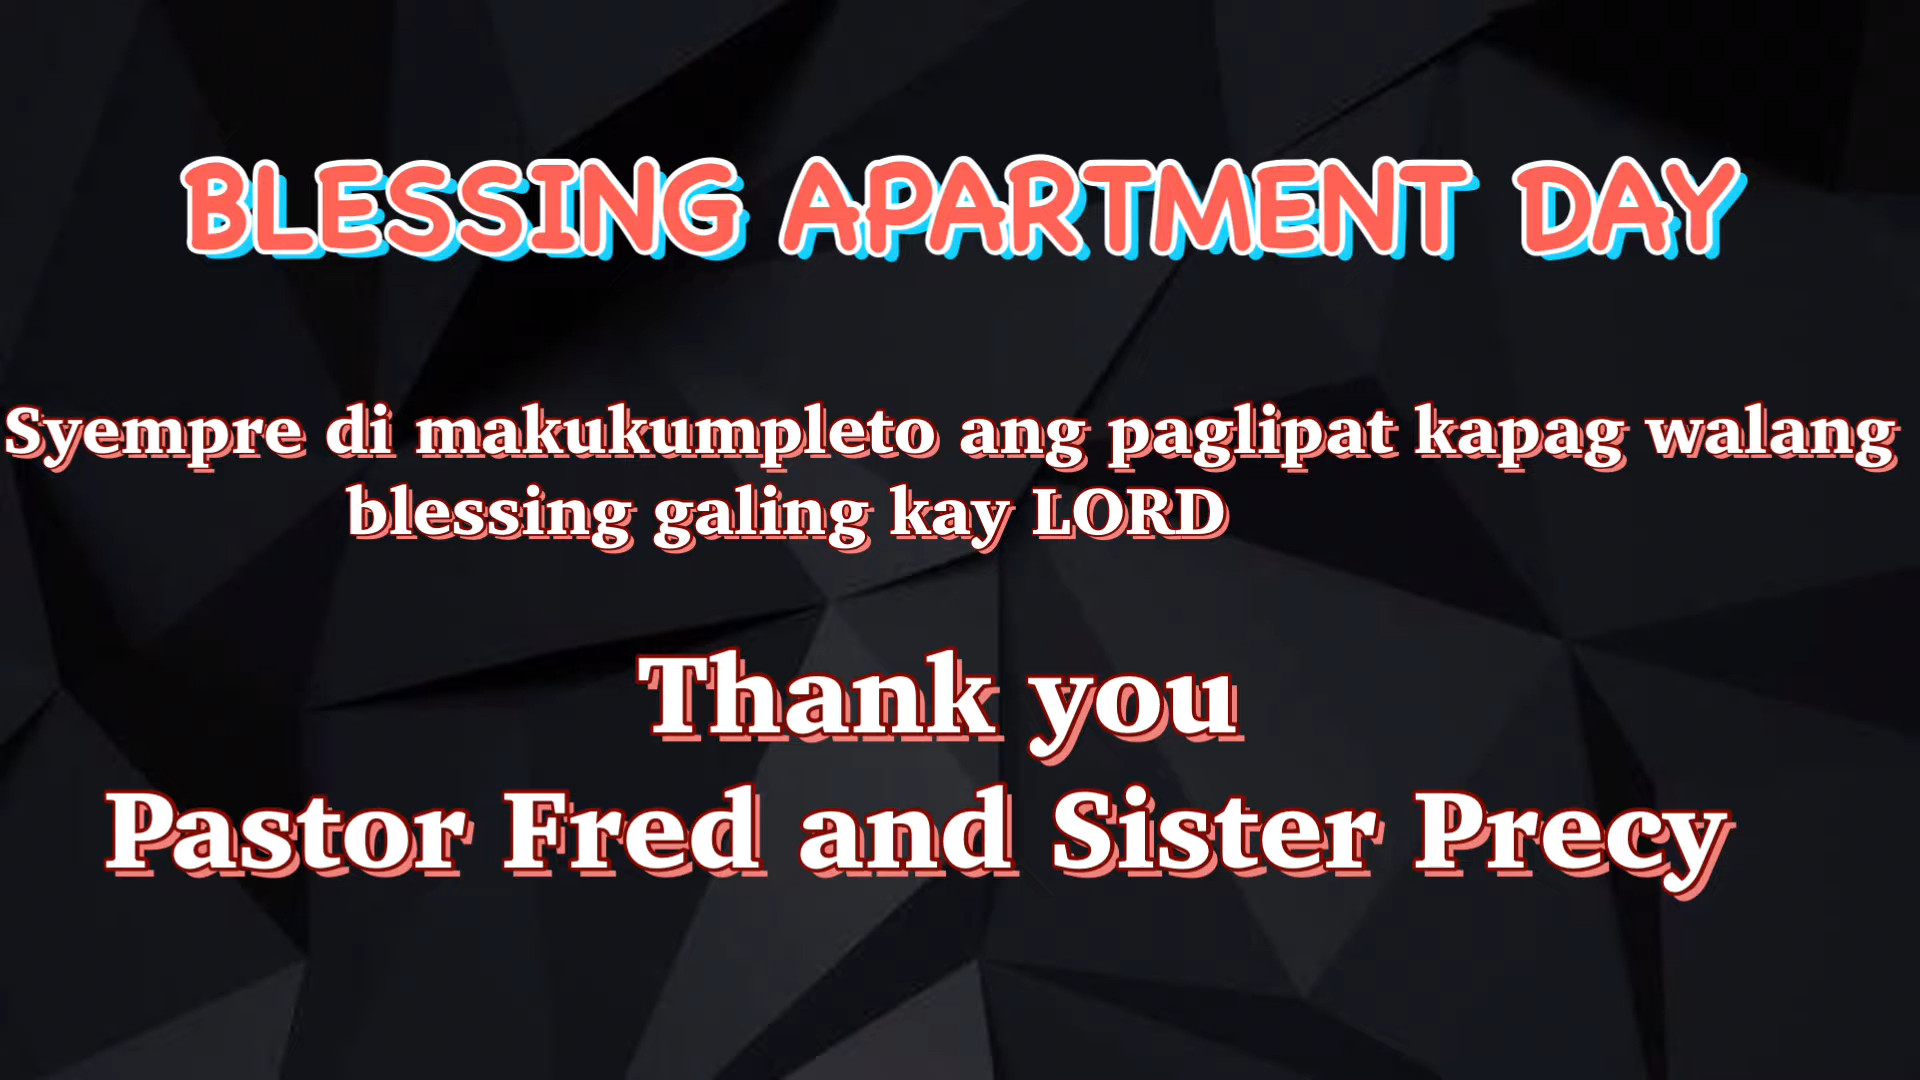 BLESSING APARTMENT DAY
Syempre di makukumpleto ang paglipat kapag walang
blessing galing kay LORD
Thank you
Pastor Fred and Sister Precy